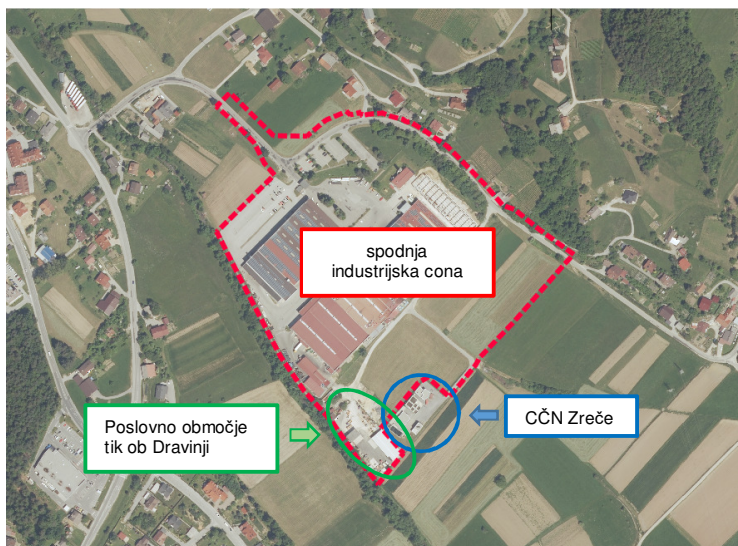 spodnja
industrijska cona
Poslovno območje
tik ob Dravinji
CČN Zreče